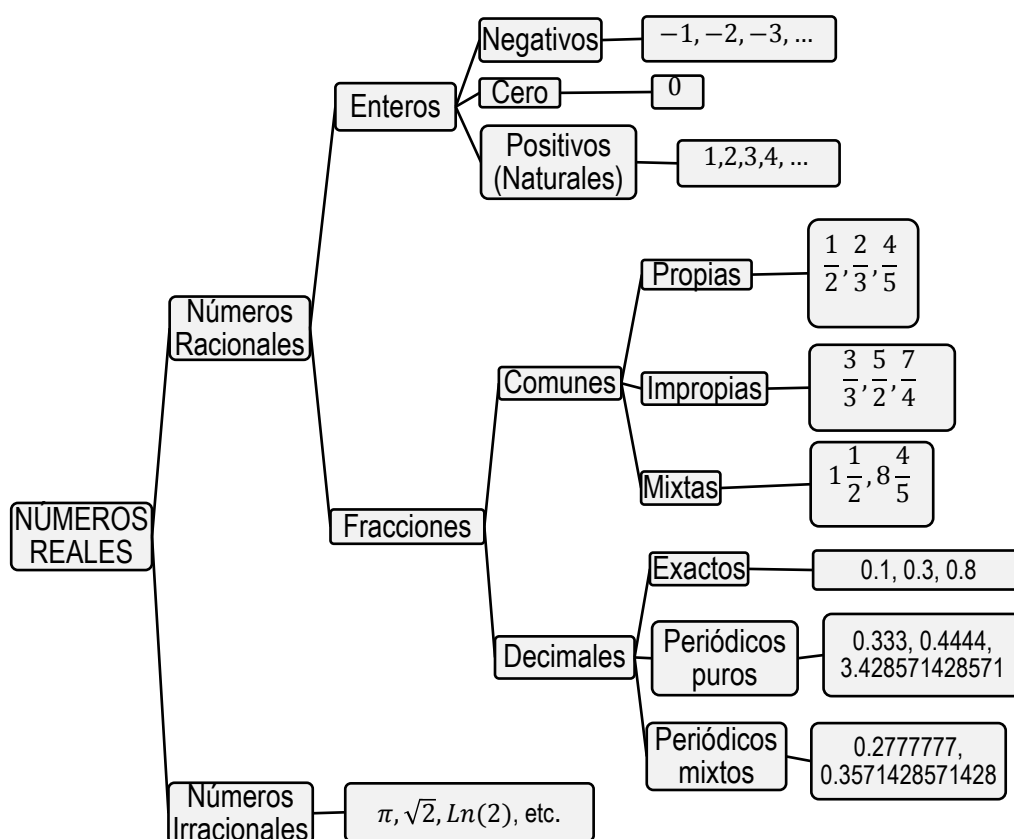 Negativos
−1, −2, −3, ...
Enteros
Cero
0
Positivos
(Naturales)
1,2,3,4, ...
Números
Racionales
Propias
1/2, 2/3, 4/5
Comunes
Impropias
3/3, 5/2, 7/4
Mixtas
1 1/2, 8 4/5
NÚMEROS
REALES
Fracciones
Exactos
0.1, 0.3, 0.8
Decimales
Periódicos
puros
0.333, 0.4444,
3.428571428571
Periódicos
mixtos
0.2777777,
0.3571428571428
Números
Irracionales
π, √2, Ln(2), etc.